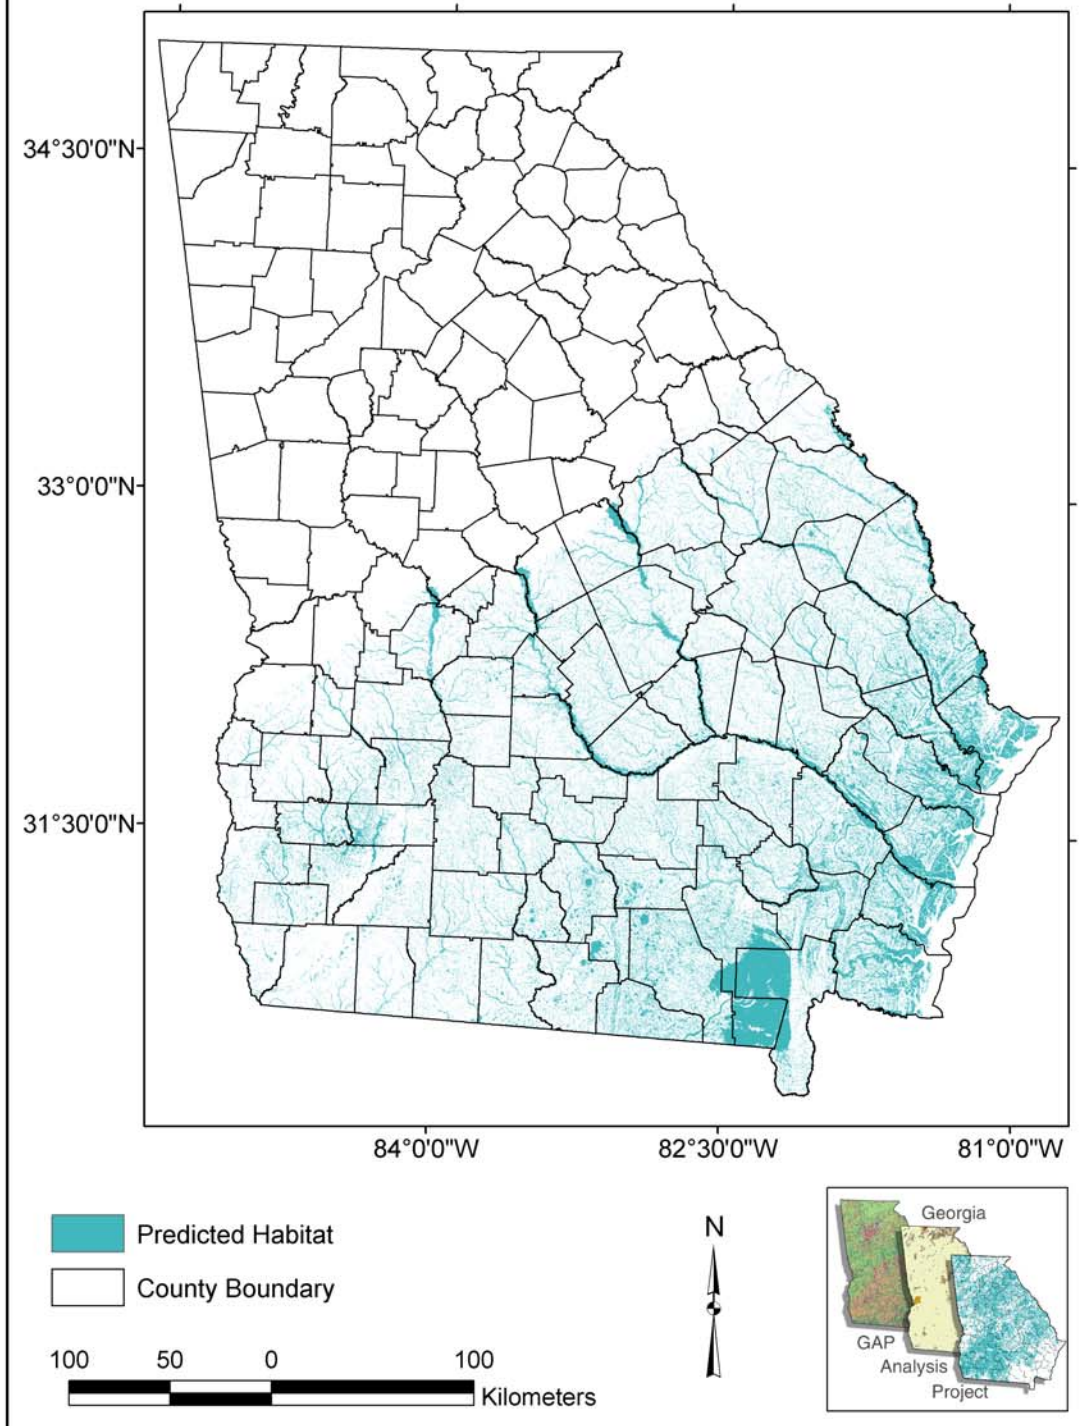 34°30'0"N
33°0'0"N
31°30'0"N
84°0'0"W 82°30'0"W 81°0'0"W
Predicted Habitat
County Boundary
100 50 0 100
Kilometers
N
Georgia
GAP
Analysis
Project